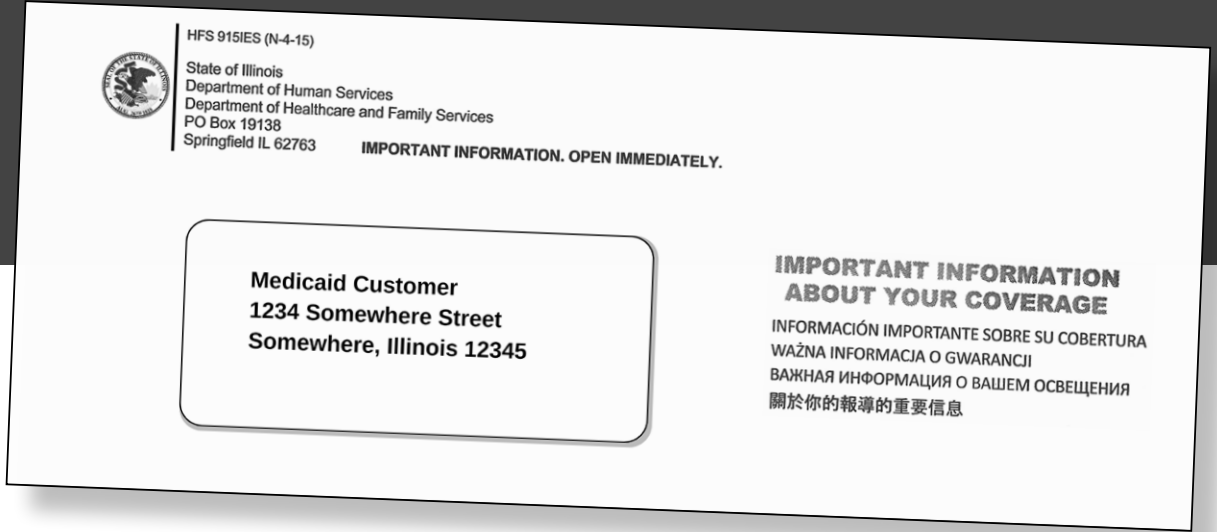 HFS 915IES (N-4-15)
State of Illinois
Department of Human Services
Department of Healthcare and Family Services
PO Box 19138
Springfield IL 62763
IMPORTANT INFORMATION. OPEN IMMEDIATELY.
Medicaid Customer
1234 Somewhere Street
Somewhere, Illinois 12345
IMPORTANT INFORMATION
ABOUT YOUR COVERAGE
INFORMACIÓN IMPORTANTE SOBRE SU COBERTURA
WAŻNA INFORMACJA O GWARANCJI
ВАЖНАЯ ИНФОРМАЦИЯ О ВАШЕМ ОСВЕЩЕНИЯ
關於你的報導的重要信息